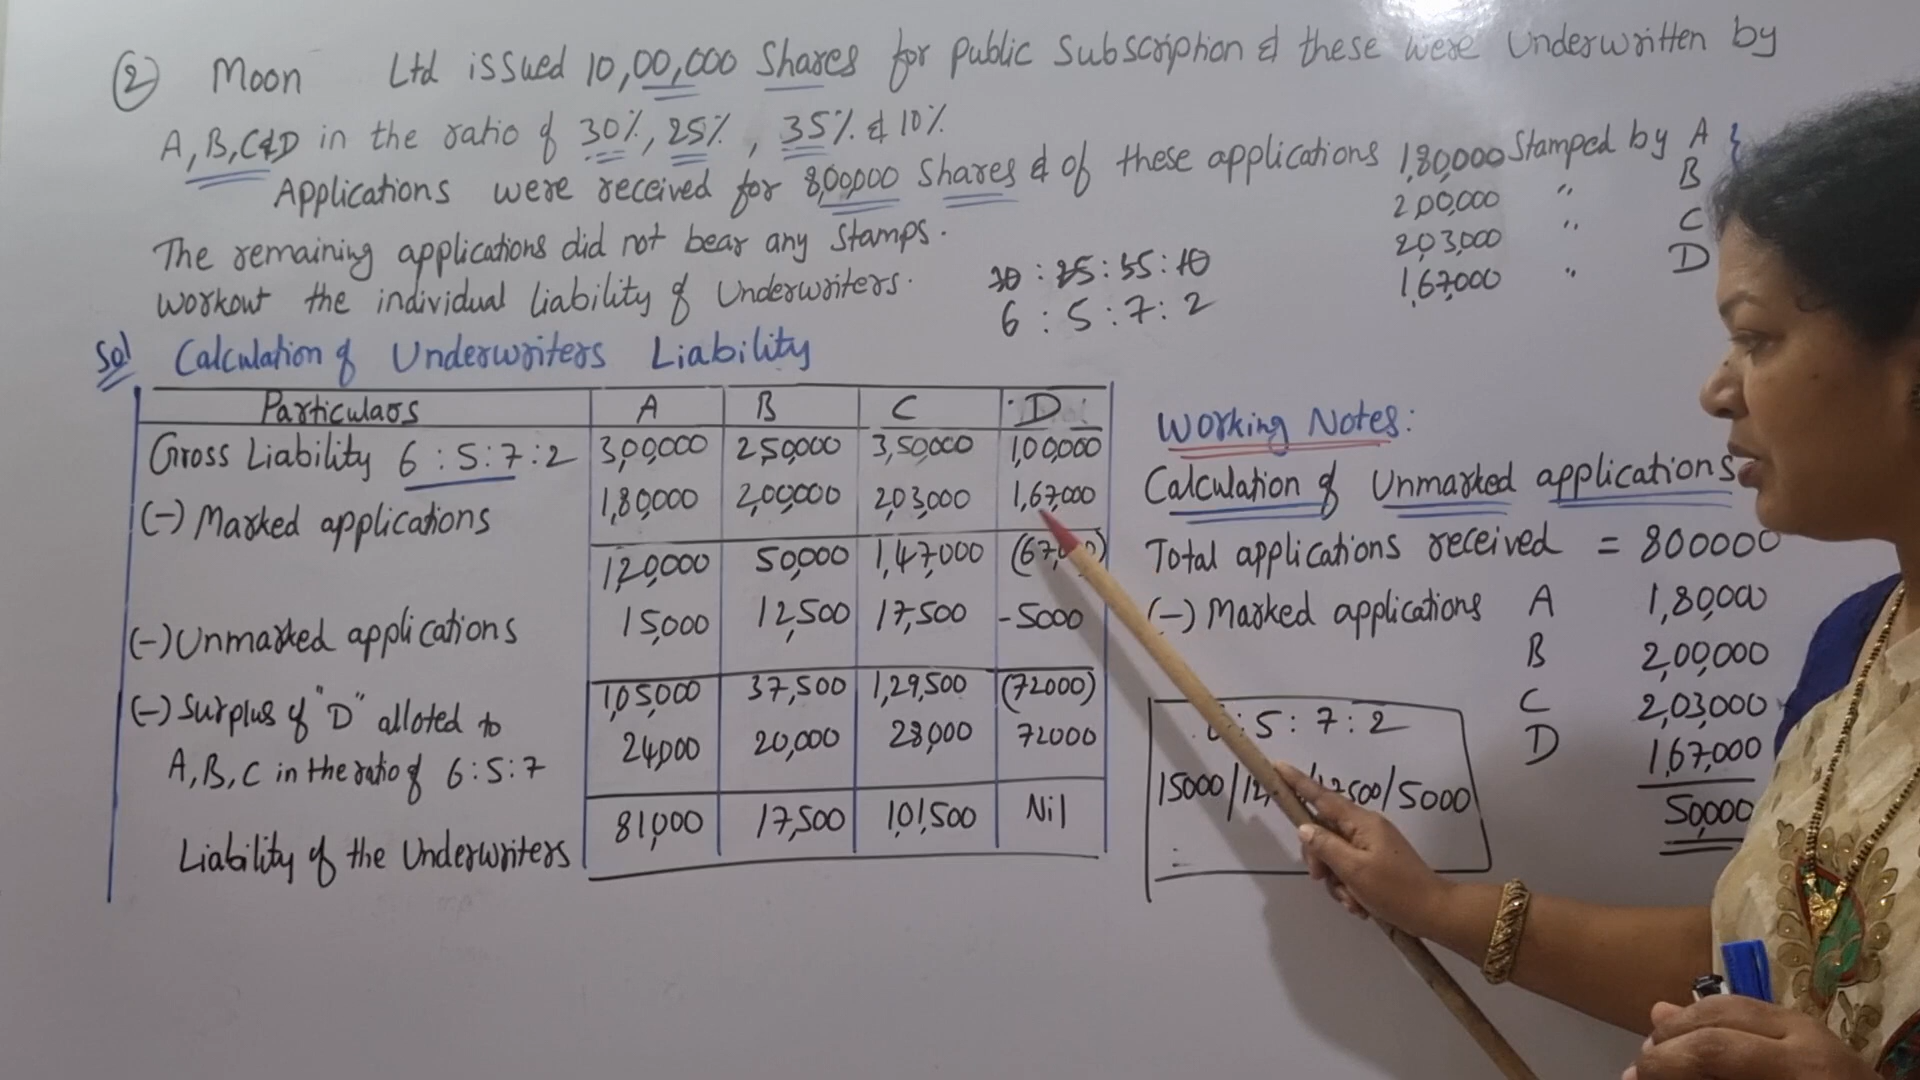 ② Moon Ltd issued 10,00,000 Shares for public Subscription & these were Underwritten by
A, B, C & D in the ratio of 30%, 25%, 35% & 10%
Applications were received for 8,00,000 Shares & of these applications 1,80,000 Stamped by A
2,00,000 " B
2,03,000 " C
1,67,000 " D
The remaining applications did not bear any Stamps.
Workout the individual liability of Underwriters.
30 : 25 : 35 : 10
6 : 5 : 7 : 2
Sol Calculation of Underwriters Liability
Particulars A B C D
Gross Liability 6 : 5 : 7 : 2 3,00,000 2,50,000 3,50,000 1,00,000
(-) Marked applications 1,80,000 2,00,000 2,03,000 1,67,000
1,20,000 50,000 1,47,000
(-) Unmarked applications 15,000 12,500 17,500 - 5000
1,05,000 37,500 1,29,500 (72000)
(-) Surplus of "D" alloted to
A, B, C in the ratio of 6 : 5 : 7 24,000 20,000 28,000 72000
Liability of the Underwriters 81,000 17,500 1,01,500 Nil
Working Notes:
Calculation of Unmarked applications
Total applications received = 800000
(-) Marked applications A 1,80,000
B 2,00,000
C 2,03,000
D 1,67,000
50,000
: 5 : 7 : 2
15000 / / /5000